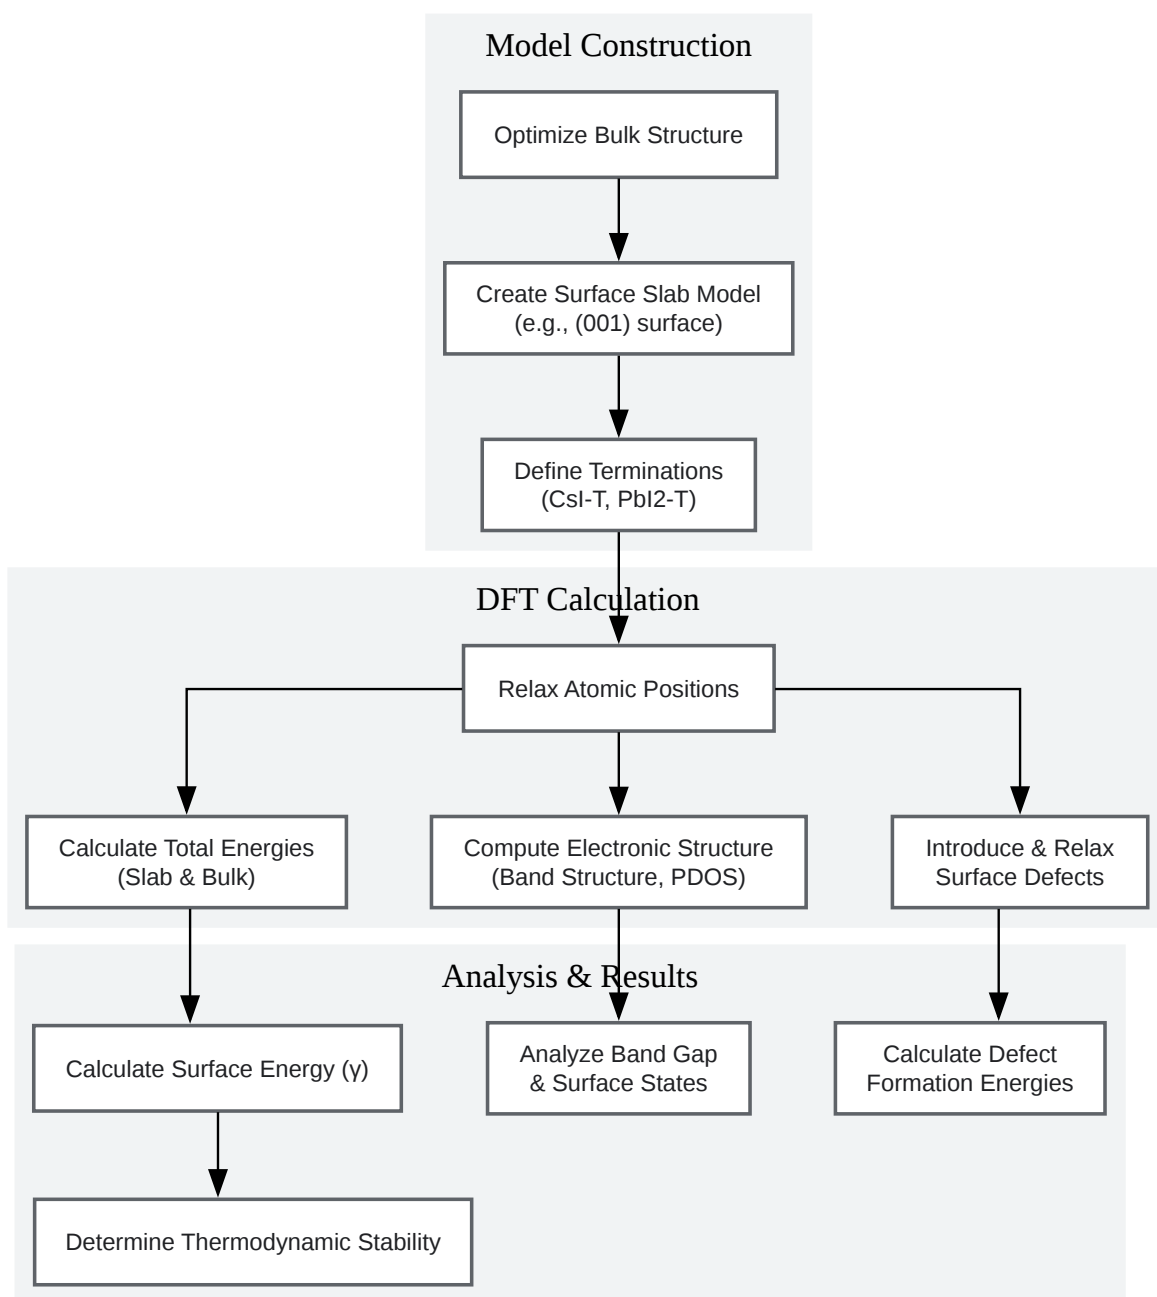 Model Construction
Optimize Bulk Structure
Create Surface Slab Model
(e.g., (001) surface)
Define Terminations
(CsI-T, PbI2-T)
DFT Calculation
Relax Atomic Positions
Calculate Total Energies
(Slab & Bulk)
Compute Electronic Structure
(Band Structure, PDOS)
Introduce & Relax
Surface Defects
Analysis & Results
Calculate Surface Energy (γ)
Analyze Band Gap
& Surface States
Calculate Defect
Formation Energies
Determine Thermodynamic Stability